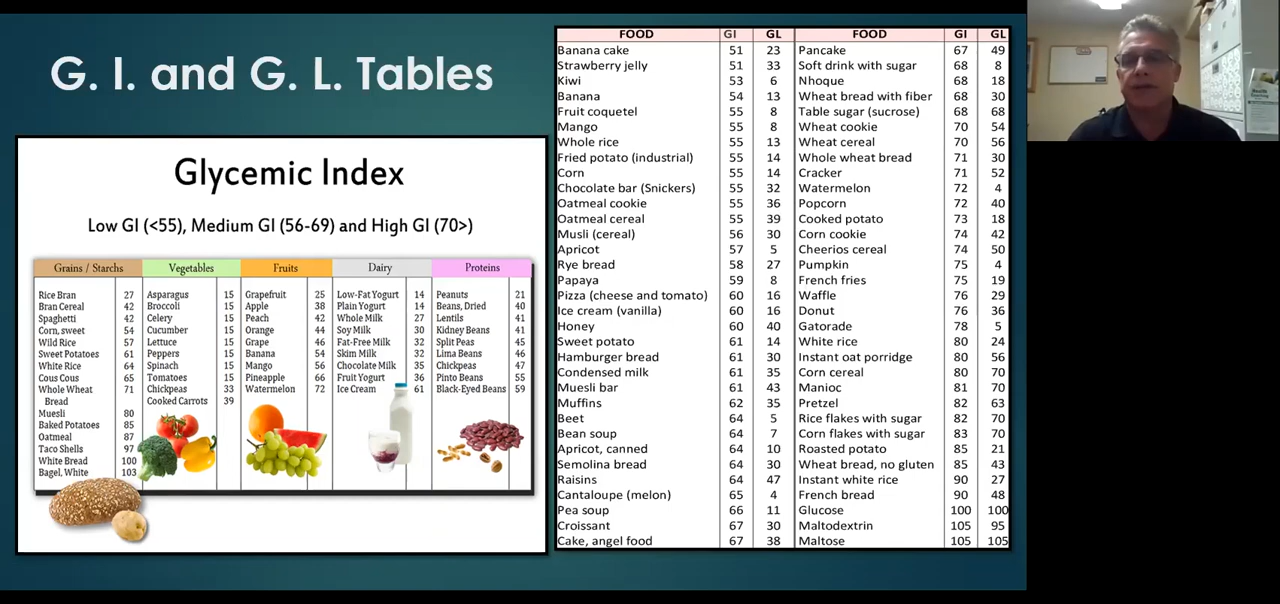 G. I. and G. L. Tables
Glycemic Index
Low GI (<55), Medium GI (56-69) and High GI (70>)
Grains / Starchs Vegetables Fruits Dairy Proteins
Rice Bran 27 Asparagus 15 Grapefruit 25 Low-Fat Yogurt 14 Peanuts 21
Bran Cereal 42 Broccoli 15 Apple 38 Plain Yogurt 14 Beans, Dried 40
Spaghetti 42 Celery 15 Peach 42 Whole Milk 27 Lentils 41
Corn, sweet 54 Cucumber 15 Orange 44 Soy Milk 30 Kidney Beans 41
Wild Rice 57 Lettuce 15 Grape 46 Fat-Free Milk 32 Split Peas 45
Sweet Potatoes 61 Peppers 15 Banana 54 Skim Milk 32 Lima Beans 46
White Rice 64 Spinach 15 Mango 56 Chocolate Milk 35 Chickpeas 47
Cous Cous 65 Tomatoes 15 Pineapple 66 Fruit Yogurt 36 Pinto Beans 55
Whole Wheat 71 Chickpeas 33 Watermelon 72 Ice Cream 61 Black-Eyed Beans 59
Bread Cooked Carrots 39
Muesli 80
Baked Potatoes 85
Oatmeal 87
Taco Shells 97
White Bread 100
Bagel, White 103
FOOD GI GL FOOD GI GL
Banana cake 51 23 Pancake 67 49
Strawberry jelly 51 33 Soft drink with sugar 68 8
Kiwi 53 6 Nhoque 68 18
Banana 54 13 Wheat bread with fiber 68 30
Fruit coquetel 55 8 Table sugar (sucrose) 68 68
Mango 55 8 Wheat cookie 70 54
Whole rice 55 13 Wheat cereal 70 56
Fried potato (industrial) 55 14 Whole wheat bread 71 30
Corn 55 14 Cracker 71 52
Chocolate bar (Snickers) 55 32 Watermelon 72 4
Oatmeal cookie 55 36 Popcorn 72 40
Oatmeal cereal 55 39 Cooked potato 73 18
Musli (cereal) 56 30 Corn cookie 74 42
Apricot 57 5 Cheerios cereal 74 50
Rye bread 58 27 Pumpkin 75 4
Papaya 59 8 French fries 75 19
Pizza (cheese and tomato) 60 16 Waffle 76 29
Ice cream (vanilla) 60 16 Donut 76 36
Honey 60 40 Gatorade 78 5
Sweet potato 61 14 White rice 80 24
Hamburger bread 61 30 Instant oat porridge 80 56
Condensed milk 61 35 Corn cereal 80 70
Muesli bar 61 43 Manioc 81 70
Muffins 62 35 Pretzel 82 63
Beet 64 5 Rice flakes with sugar 82 70
Bean soup 64 7 Corn flakes with sugar 83 70
Apricot, canned 64 10 Roasted potato 85 21
Semolina bread 64 30 Wheat bread, no gluten 85 43
Raisins 64 47 Instant white rice 90 27
Cantaloupe (melon) 65 4 French bread 90 48
Pea soup 66 11 Glucose 100 100
Croissant 67 30 Maltodextrin 105 95
Cake, angel food 67 38 Maltose 105 105